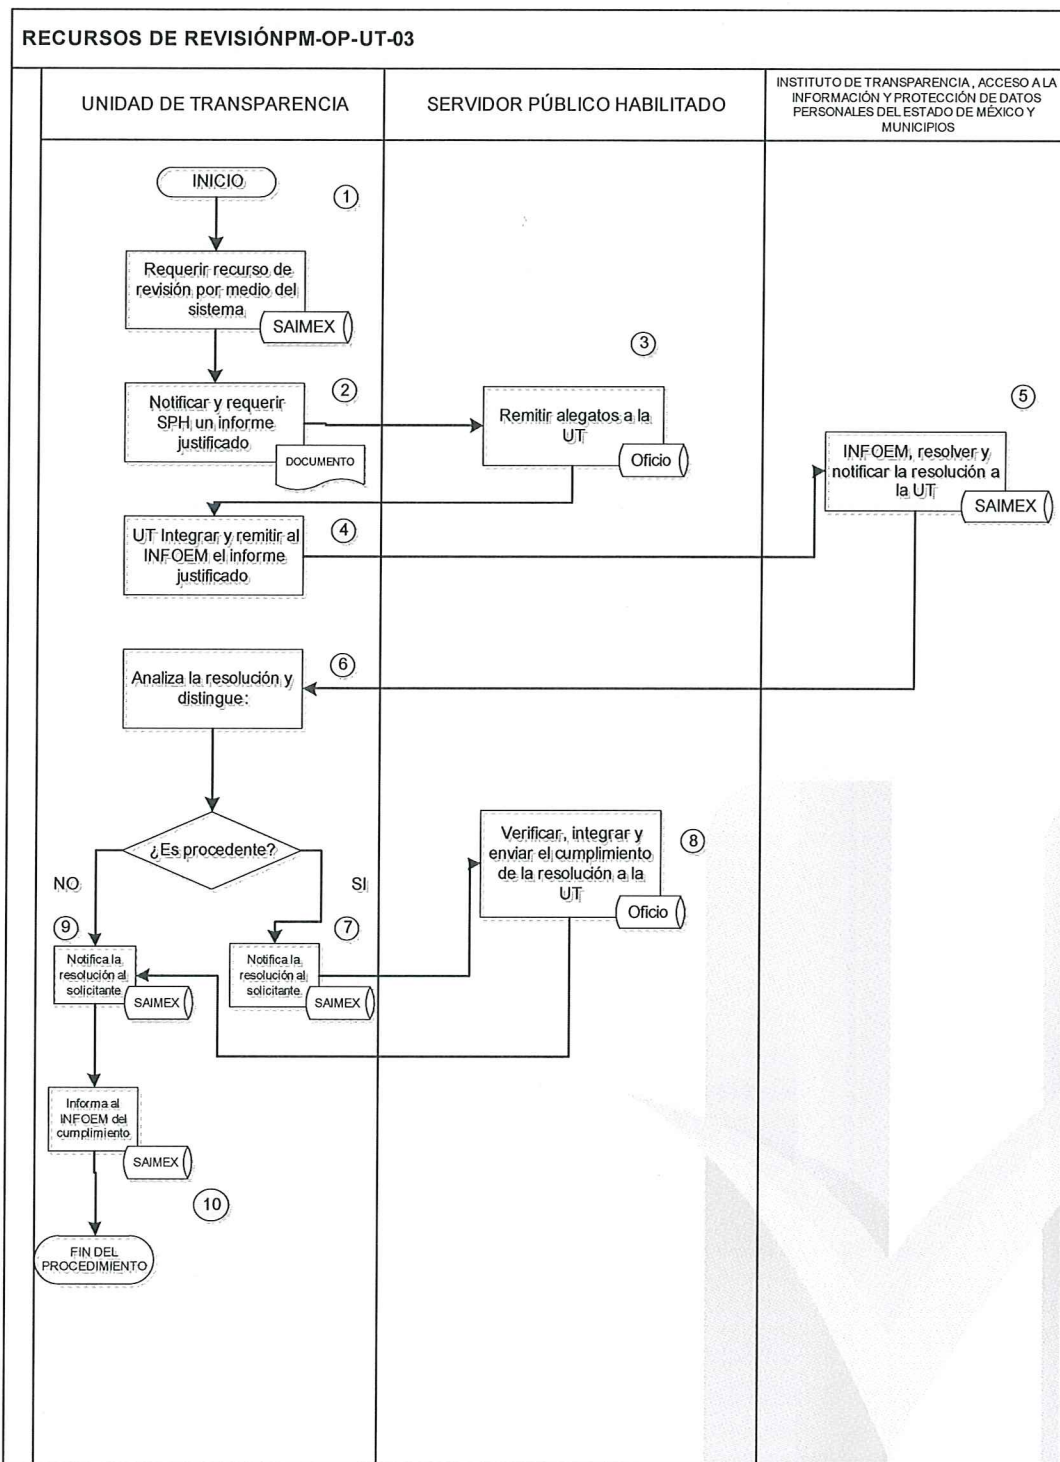 RECURSOS DE REVISIÓNPM-OP-UT-03
UNIDAD DE TRANSPARENCIA
SERVIDOR PÚBLICO HABILITADO
INSTITUTO DE TRANSPARENCIA, ACCESO A LA
INFORMACIÓN Y PROTECCIÓN DE DATOS
PERSONALES DEL ESTADO DE MÉXICO Y
MUNICIPIOS
INICIO
1
Requerir recurso de
revisión por medio del
sistema
SAIMEX
2
Notificar y requerir
SPH un informe
justificado
DOCUMENTO
3
Remitir alegatos a la
UT
Oficio
4
UT Integrar y remitir al
INFOEM el informe
justificado
5
INFOEM, resolver y
notificar la resolución a
la UT
SAIMEX
6
Analiza la resolución y
distingue:
¿Es procedente?
NO
SI
7
Notifica la
resolución al
solicitante
SAIMEX
8
Verificar, integrar y
enviar el cumplimiento
de la resolución a la
UT
Oficio
9
Notifica la
resolución al
solicitante
SAIMEX
Informa al
INFOEM del
cumplimiento
SAIMEX
10
FIN DEL
PROCEDIMIENTO